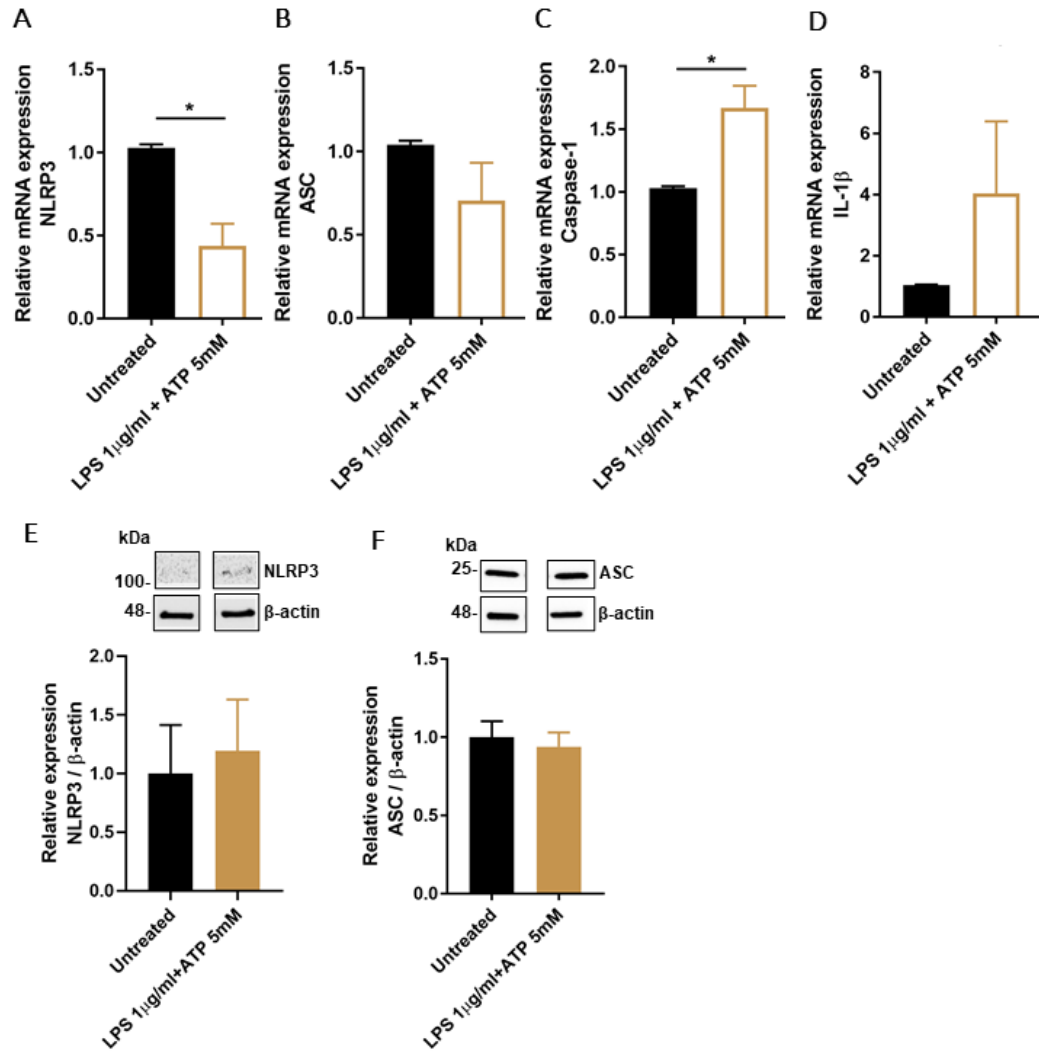 A
Relative mRNA expression
NLRP3
1.5
1.0
0.5
0.0
*
Untreated
LPS 1µg/ml + ATP 5mM
B
Relative mRNA expression
ASC
1.5
1.0
0.5
0.0
Untreated
LPS 1µg/ml + ATP 5mM
C
Relative mRNA expression
Caspase-1
2.0
1.5
1.0
0.5
0.0
*
Untreated
LPS 1µg/ml + ATP 5mM
D
Relative mRNA expression
IL-1β
8
6
4
2
0
Untreated
LPS 1µg/ml + ATP 5mM
E
kDa
100-
NLRP3
48-
β-actin
Relative expression
NLRP3 / β-actin
2.0
1.5
1.0
0.5
0.0
Untreated
LPS 1µg/ml+ATP 5mM
F
kDa
25-
ASC
48-
β-actin
Relative expression
ASC / β-actin
1.5
1.0
0.5
0.0
Untreated
LPS 1µg/ml+ATP 5mM